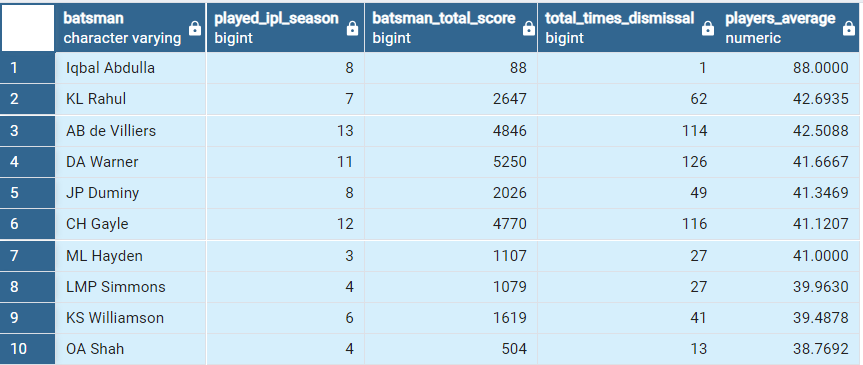 batsman played_ipl_season batsman_total_score total_times_dismissal players_average
character varying bigint bigint bigint numeric
1 Iqbal Abdulla 8 88 1 88.0000
2 KL Rahul 7 2647 62 42.6935
3 AB de Villiers 13 4846 114 42.5088
4 DA Warner 11 5250 126 41.6667
5 JP Duminy 8 2026 49 41.3469
6 CH Gayle 12 4770 116 41.1207
7 ML Hayden 3 1107 27 41.0000
8 LMP Simmons 4 1079 27 39.9630
9 KS Williamson 6 1619 41 39.4878
10 OA Shah 4 504 13 38.7692